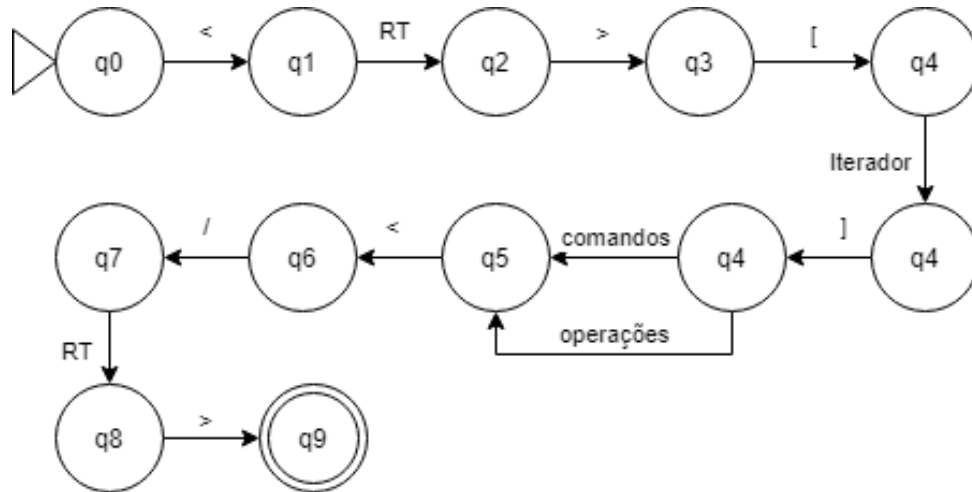 < RT > [
q0 q1 q2 q3 q4
Iterador
/ < comandos ]
q7 q6 q5 q4 q4
operações
RT
>
q8 q9